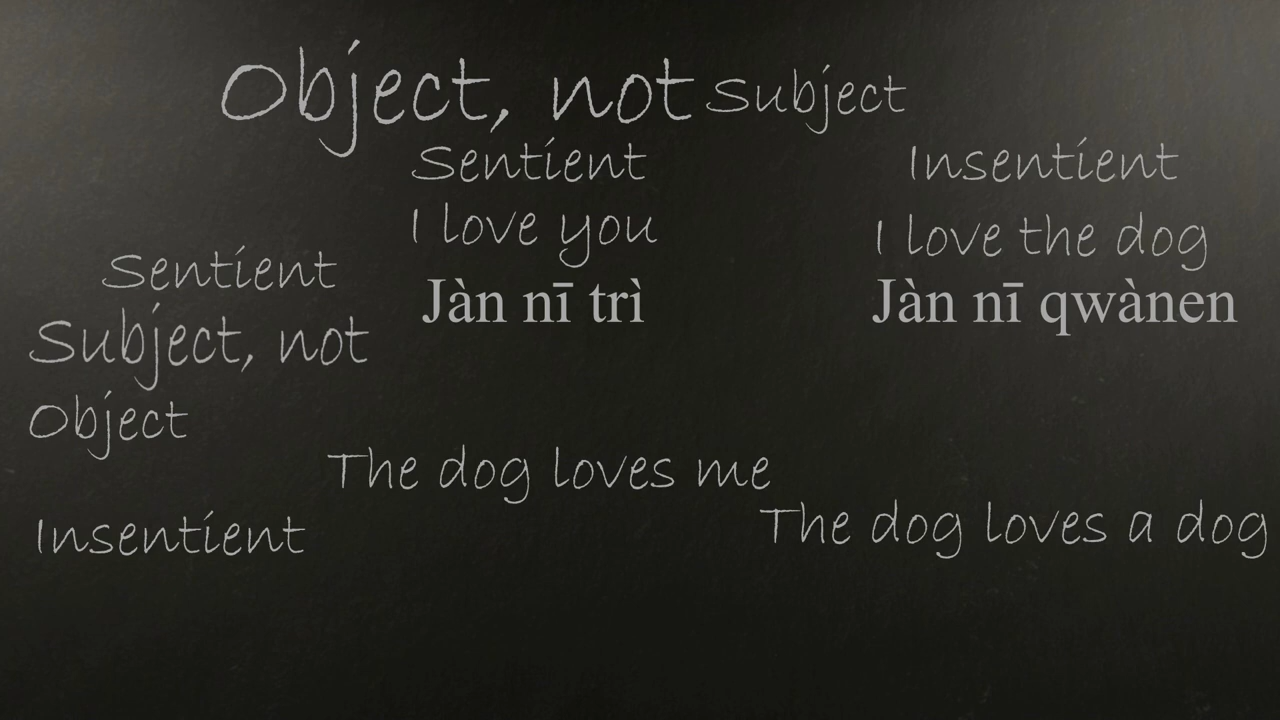 Object, not Subject
Sentient
Insentient
I love you
I love the dog
Sentient
Jàn nī trì
Jàn nī qwànen
Subject, not
Object
The dog loves me
The dog loves a dog
Insentient